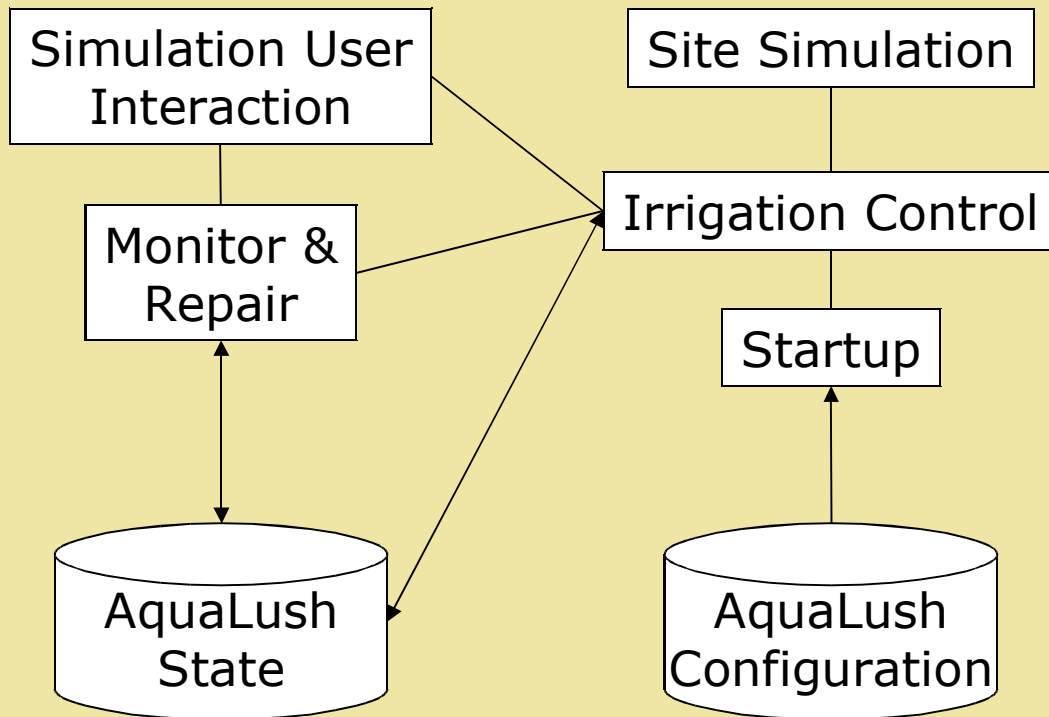 Simulation User
Interaction
Site Simulation
Irrigation Control
Monitor &
Repair
Startup
AquaLush
State
AquaLush
Configuration